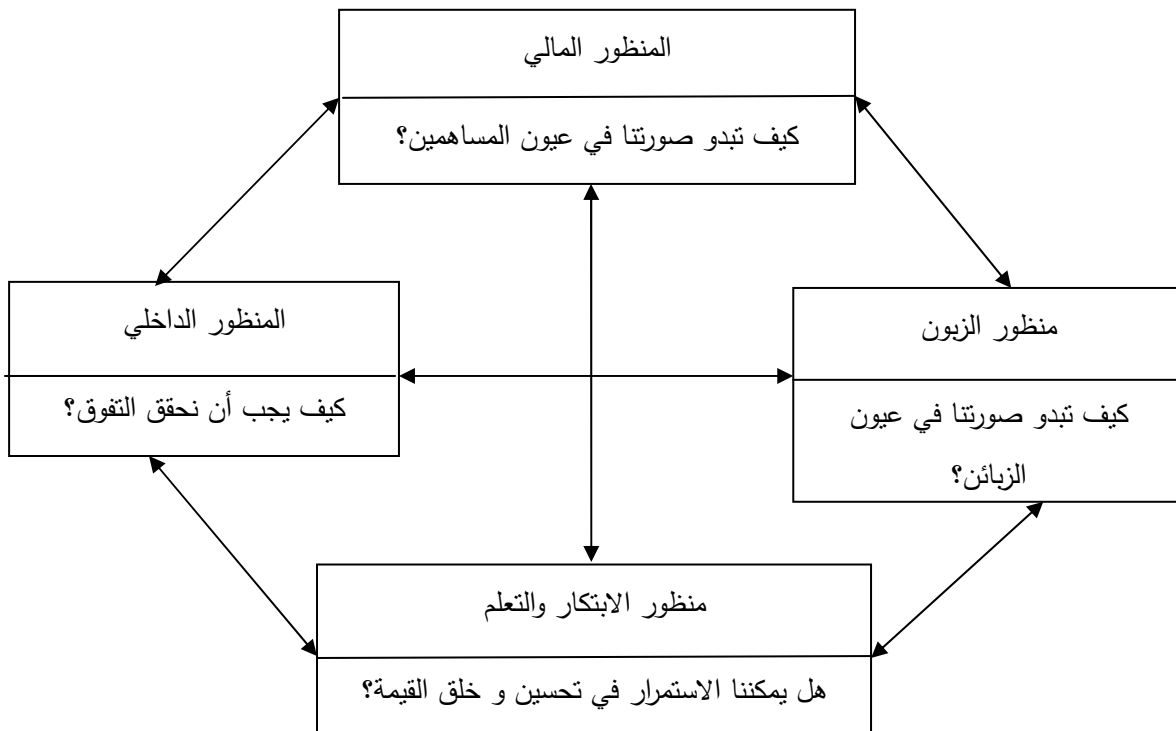 المنظور المالي
كيف تبدو صورتنا في عيون المساهمين؟
منظور الزبون
كيف تبدو صورتنا في عيون
الزبائن؟
المنظور الداخلي
كيف يجب أن نحقق التفوق؟
منظور الابتكار والتعلم
هل يمكننا الاستمرار في تحسين و خلق القيمة؟